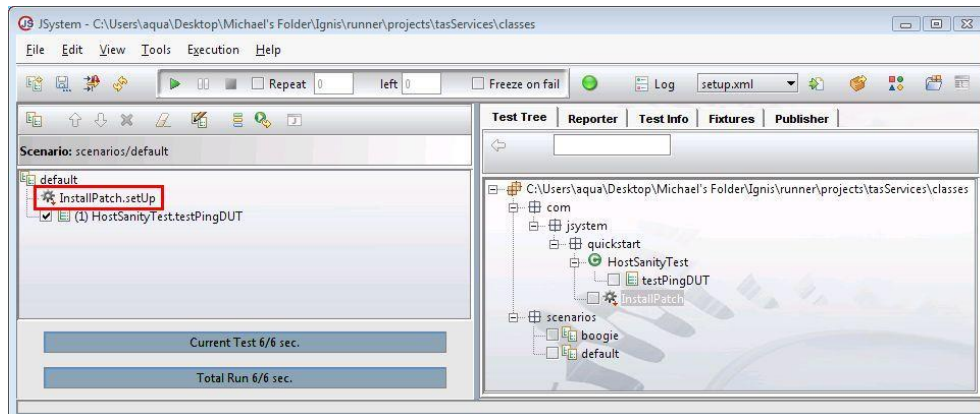 JSystem - C:\Users\aqua\Desktop\Michael's Folder\Ignis\runner\projects\tasServices\classes
File Edit View Tools Execution Help
Repeat 0 left 0 Freeze on fail Log setup.xml
Scenario: scenarios/default
default
InstallPatch.setUp
(1) HostSanityTest.testPingDUT
Current Test 6/6 sec.
Total Run 6/6 sec.
Test Tree Reporter Test Info Fixtures Publisher
C:\Users\aqua\Desktop\Michael's Folder\Ignis\runner\projects\tasServices\classes
com
jsystem
quickstart
HostSanityTest
testPingDUT
InstallPatch
scenarios
boogie
default